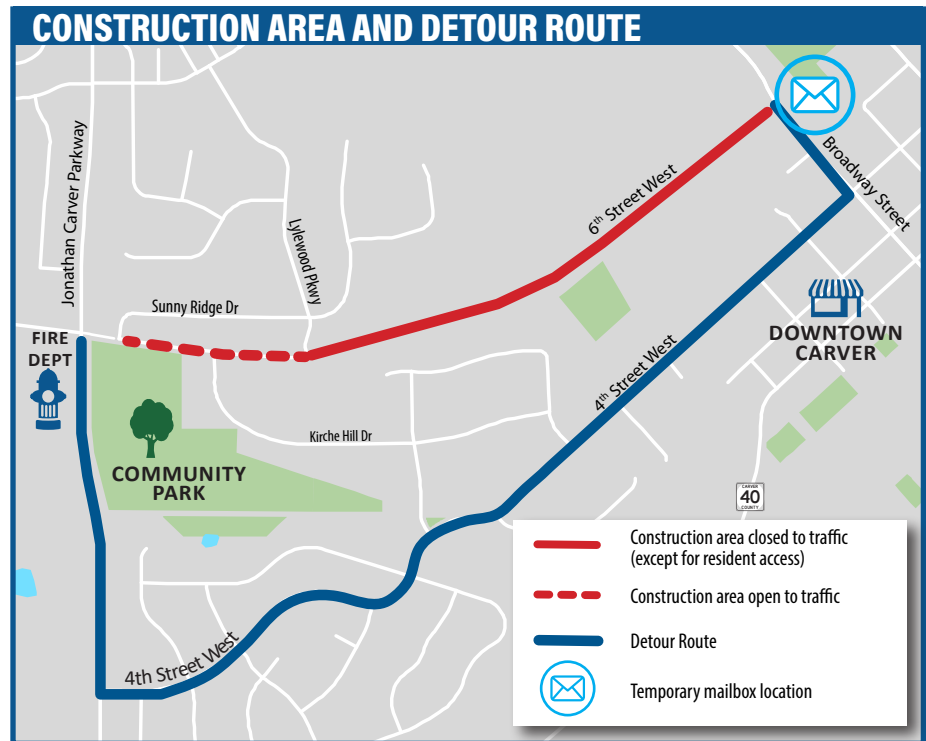 CONSTRUCTION AREA AND DETOUR ROUTE
Jonathan Carver Parkway
Lylewood Pkwy
6th Street West
Broadway Street
Sunny Ridge Dr
FIRE
DEPT
DOWNTOWN
CARVER
4th Street West
Kirche Hill Dr
COMMUNITY
PARK
CARVER
40
COUNTY
4th Street West
Construction area closed to traffic
(except for resident access)
Construction area open to traffic
Detour Route
Temporary mailbox location